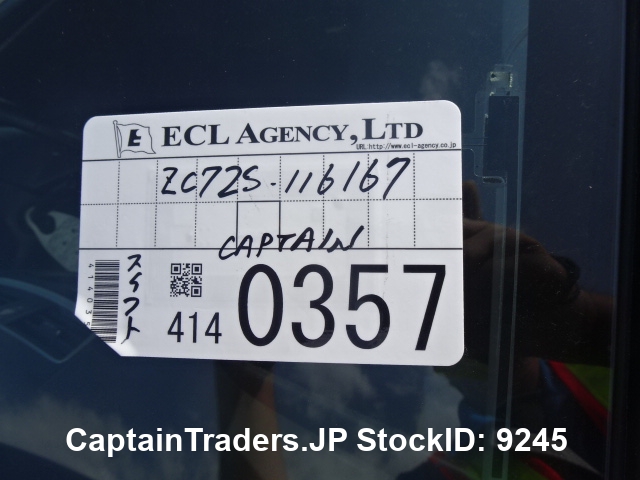 E ECL AGENCY, LTD
URL:http://www.ecl-agency.co.jp
ZC72S-116167
CAPTAIN
スイフト
414 0357
CaptainTraders.JP StockID: 9245